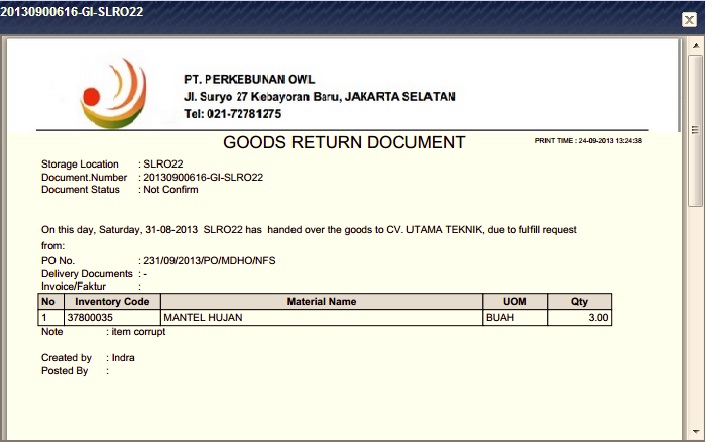 20130900616-GI-SLRO22
PT. PERKEBUNAN OWL
Jl. Suryo 27 Kebayoran Baru, JAKARTA SELATAN
Tel: 021-72781275
GOODS RETURN DOCUMENT
PRINT TIME : 24-09-2013 13:24:38
Storage Location : SLRO22
Document.Number : 20130900616-GI-SLRO22
Document Status : Not Confirm
On this day, Saturday, 31-08-2013 SLRO22 has handed over the goods to CV. UTAMA TEKNIK, due to fulfill request
from:
PO No. : 231/09/2013/PO/MDHO/NFS
Dellivery Documents : -
Invoice/Faktur :
No Inventory Code Material Name UOM Qty
1 37800035 MANTEL HUJAN BUAH 3.00
Note : item corrupt
Created by : Indra
Posted By :